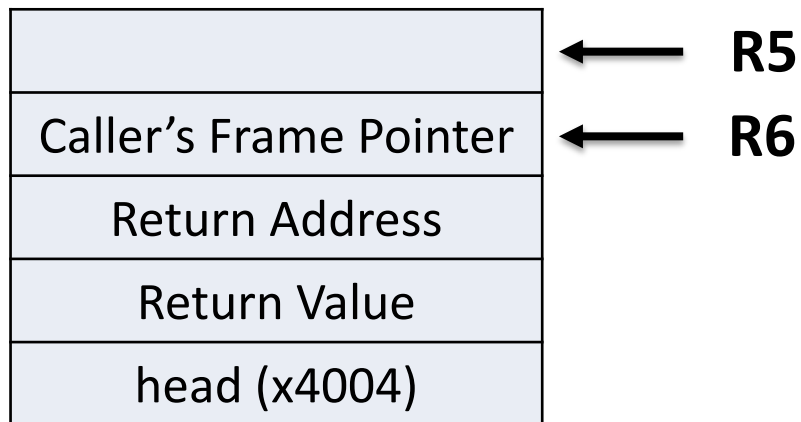 R5
Caller’s Frame Pointer
R6
Return Address
Return Value
head (x4004)